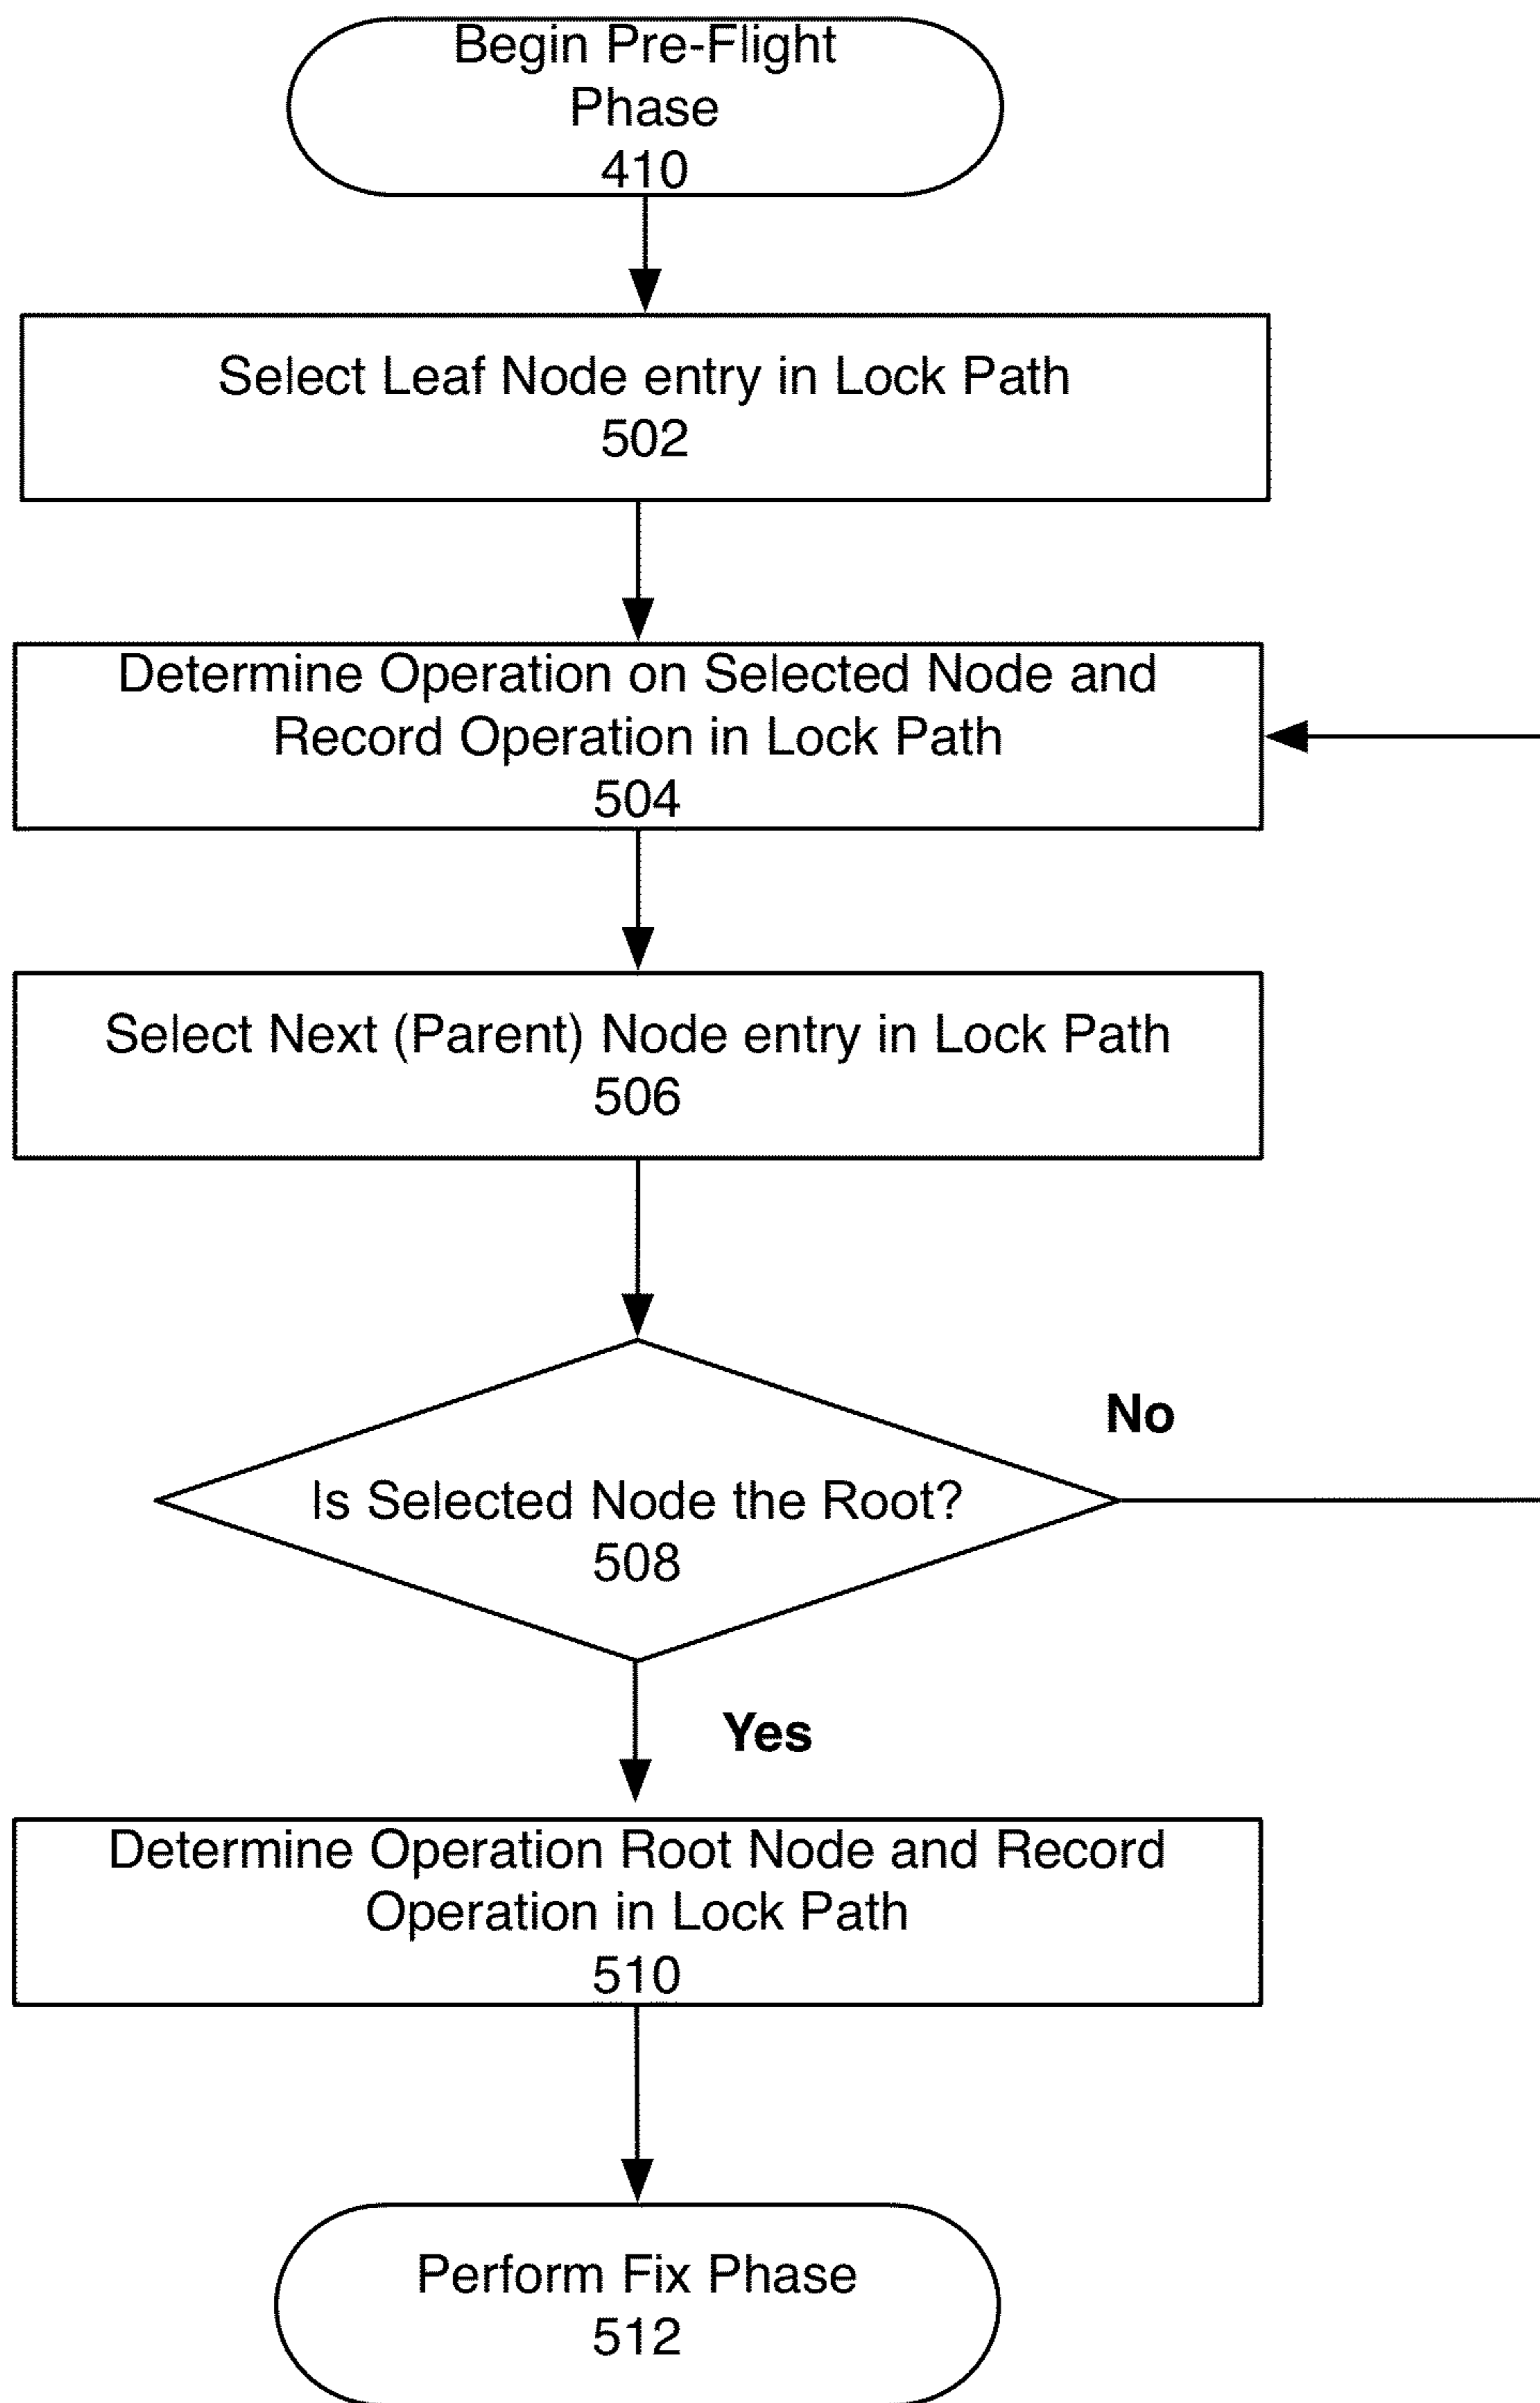 Begin Pre-Flight
Phase
410
Select Leaf Node entry in Lock Path
502
Determine Operation on Selected Node and
Record Operation in Lock Path
504
Select Next (Parent) Node entry in Lock Path
506
No
Is Selected Node the Root?
508
Yes
Determine Operation Root Node and Record
Operation in Lock Path
510
Perform Fix Phase
512